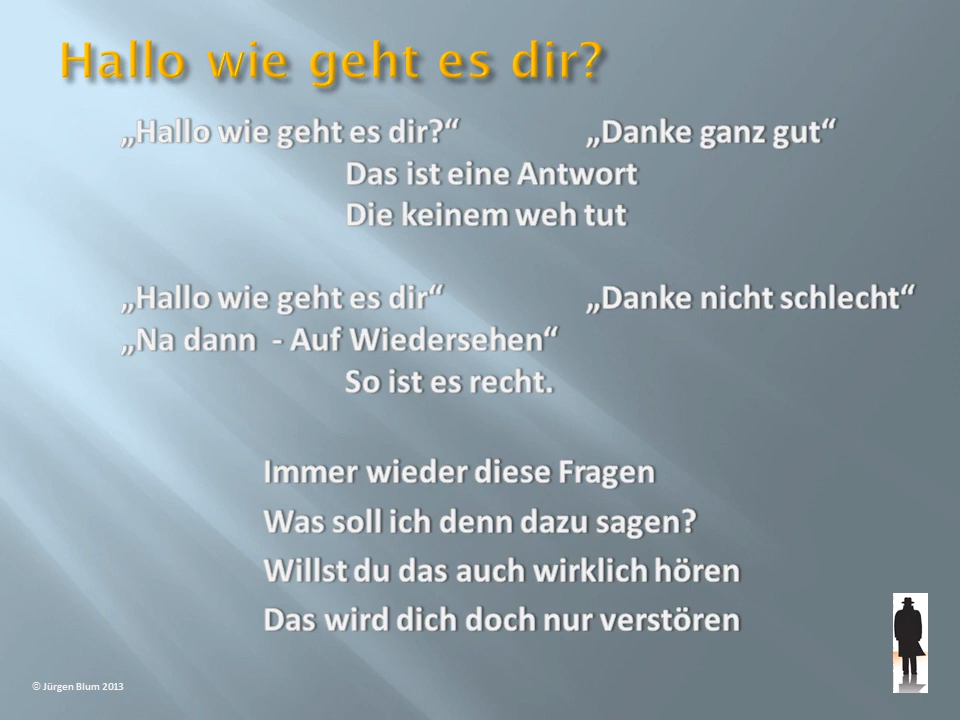 Hallo wie geht es dir?
„Hallo wie geht es dir?“ „Danke ganz gut“
Das ist eine Antwort
Die keinem weh tut
„Hallo wie geht es dir“ „Danke nicht schlecht“
„Na dann - Auf Wiedersehen“
So ist es recht.
Immer wieder diese Fragen
Was soll ich denn dazu sagen?
Willst du das auch wirklich hören
Das wird dich doch nur verstören
© Jürgen Blum 2013